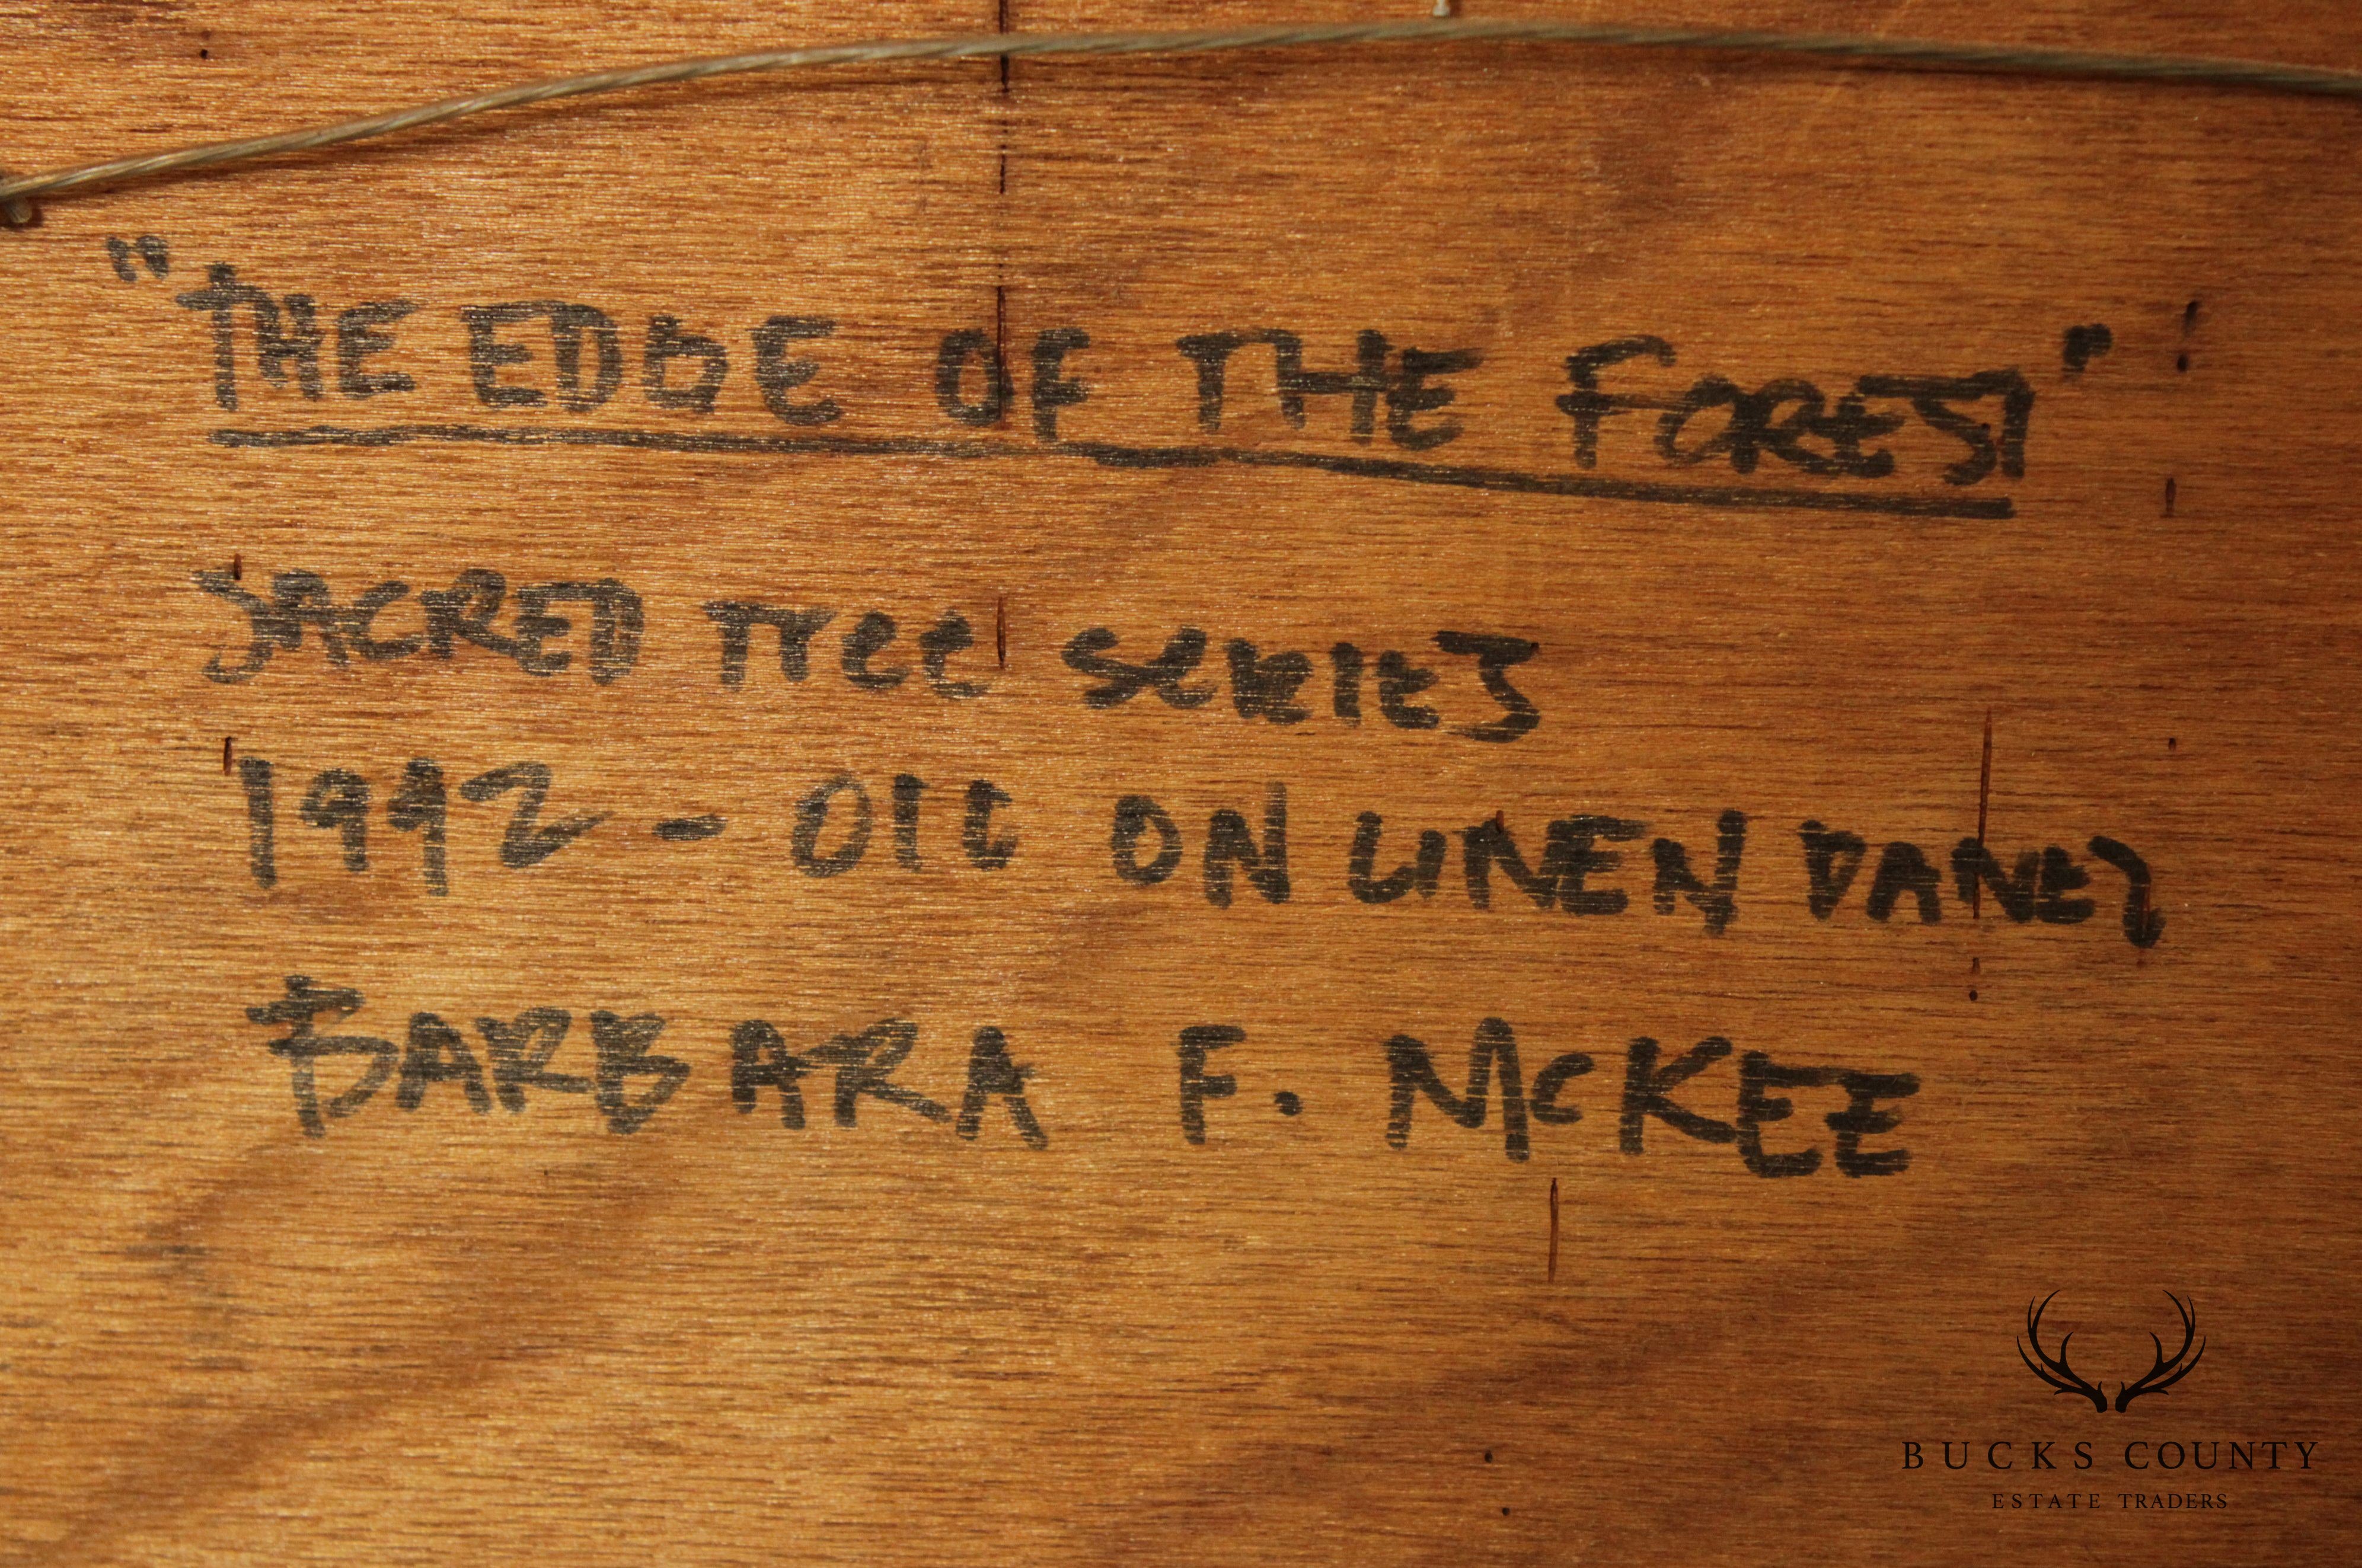 "THE EDGE OF THE FOREST"
SACRED Tree SeRIES
1992 - OIL ON LINEN PANEL
BARBARA F. McKEE
BUCKS COUNTY
ESTATE TRADERS